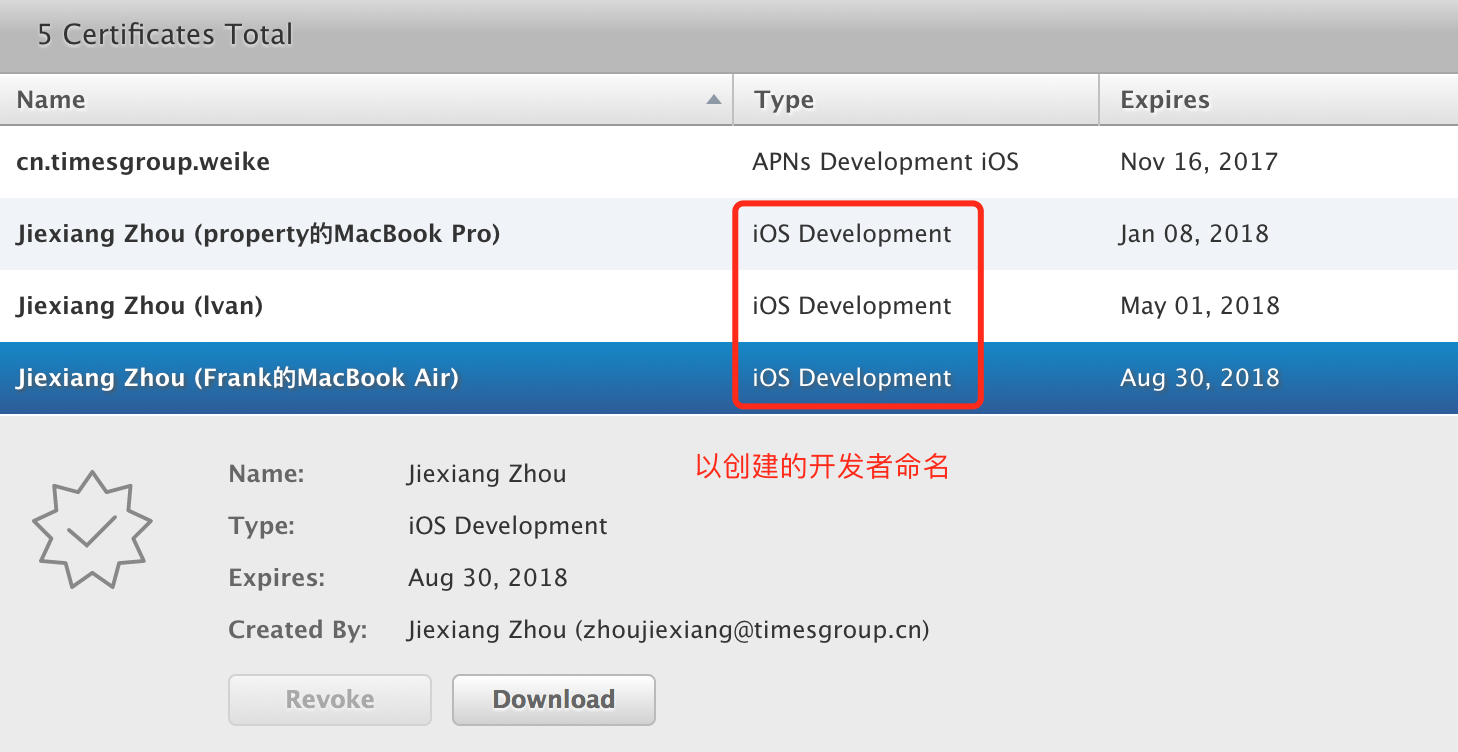 5 Certificates Total
Name Type Expires
cn.timesgroup.weike APNs Development iOS Nov 16, 2017
Jiexiang Zhou (property的MacBook Pro) iOS Development Jan 08, 2018
Jiexiang Zhou (lvan) iOS Development May 01, 2018
Jiexiang Zhou (Frank的MacBook Air) iOS Development Aug 30, 2018
Name: Jiexiang Zhou 以创建的开发者命名
Type: iOS Development
Expires: Aug 30, 2018
Created By: Jiexiang Zhou (zhoujiexiang@timesgroup.cn)
Revoke Download